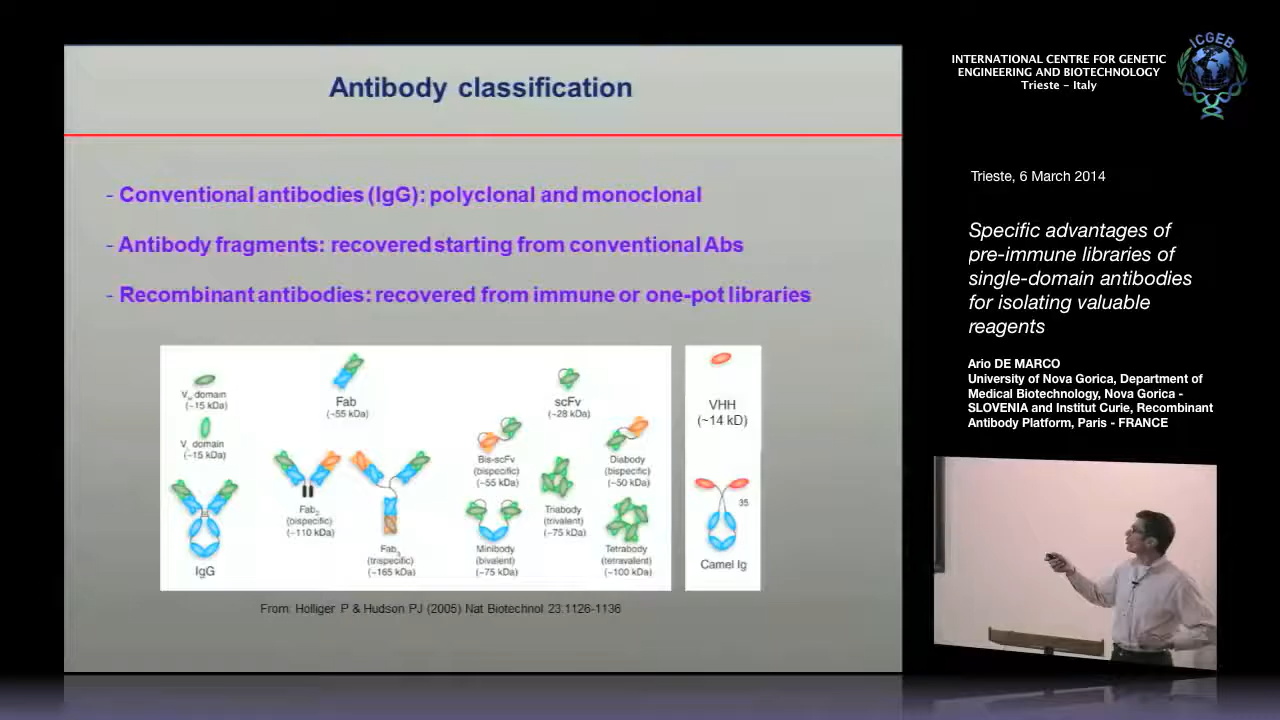 Antibody classification
- Conventional antibodies (IgG): polyclonal and monoclonal
- Antibody fragments: recovered starting from conventional Abs
- Recombinant antibodies: recovered from immune or one-pot libraries
domain
(~15 kDa)
V domain
(~15 kDa)
IgG
Fab
(~55 kDa)
Fab2
(bispecific)
(~110 kDa)
Fab3
(trispecific)
(~165 kDa)
scFv
(~28 kDa)
Bis-scFv
(bispecific)
(~55 kDa)
Diabody
(bispecific)
(~50 kDa)
Triabody
(trivalent)
(~75 kDa)
Minibody
(bivalent)
(~75 kDa)
Tetrabody
(tetravalent)
(~100 kDa)
VHH
(~14 kD)
35
Camel Ig
From: Holliger P & Hudson PJ (2005) Nat Biotechnol 23:1126-1136
INTERNATIONAL CENTRE FOR GENETIC
ENGINEERING AND BIOTECHNOLOGY
Trieste - Italy
ICGEB
Trieste, 6 March 2014
Specific advantages of
pre-immune libraries of
single-domain antibodies
for isolating valuable
reagents
Ario DE MARCO
University of Nova Gorica, Department of
Medical Biotechnology, Nova Gorica -
SLOVENIA and Institut Curie, Recombinant
Antibody Platform, Paris - FRANCE